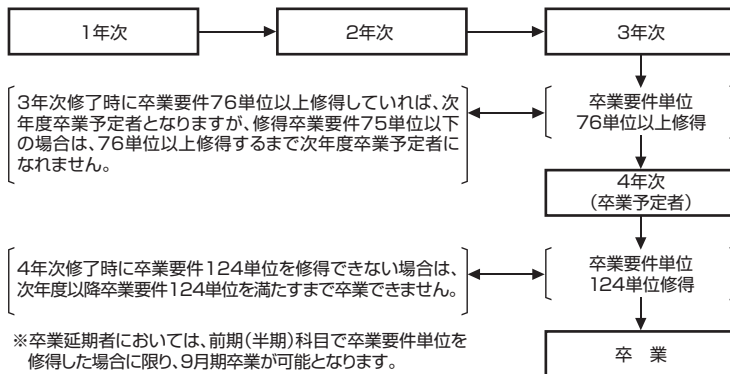 1年次
2年次
3年次
3年次修了時に卒業要件76単位以上修得していれば、次
年度卒業予定者となりますが、修得卒業要件75単位以下
の場合は、76単位以上修得するまで次年度卒業予定者に
なれません。
卒業要件単位
76単位以上修得
4年次
(卒業予定者)
4年次修了時に卒業要件124単位を修得できない場合は、
次年度以降卒業要件124単位を満たすまで卒業できません。
卒業要件単位
124単位修得
※卒業延期者においては、前期(半期)科目で卒業要件単位を
修得した場合に限り、9月期卒業が可能となります。
卒 業